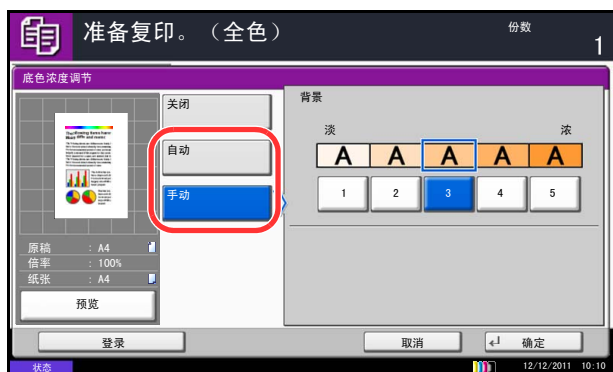 准备复印。（全色）
份数
1
底色浓度调节
关闭
自动
手动
背景
淡 浓
A A A A A
1 2 3 4 5
原稿 : A4
倍率 : 100%
纸张 : A4
预览
登录
取消
确定
状态
12/12/2011 10:10